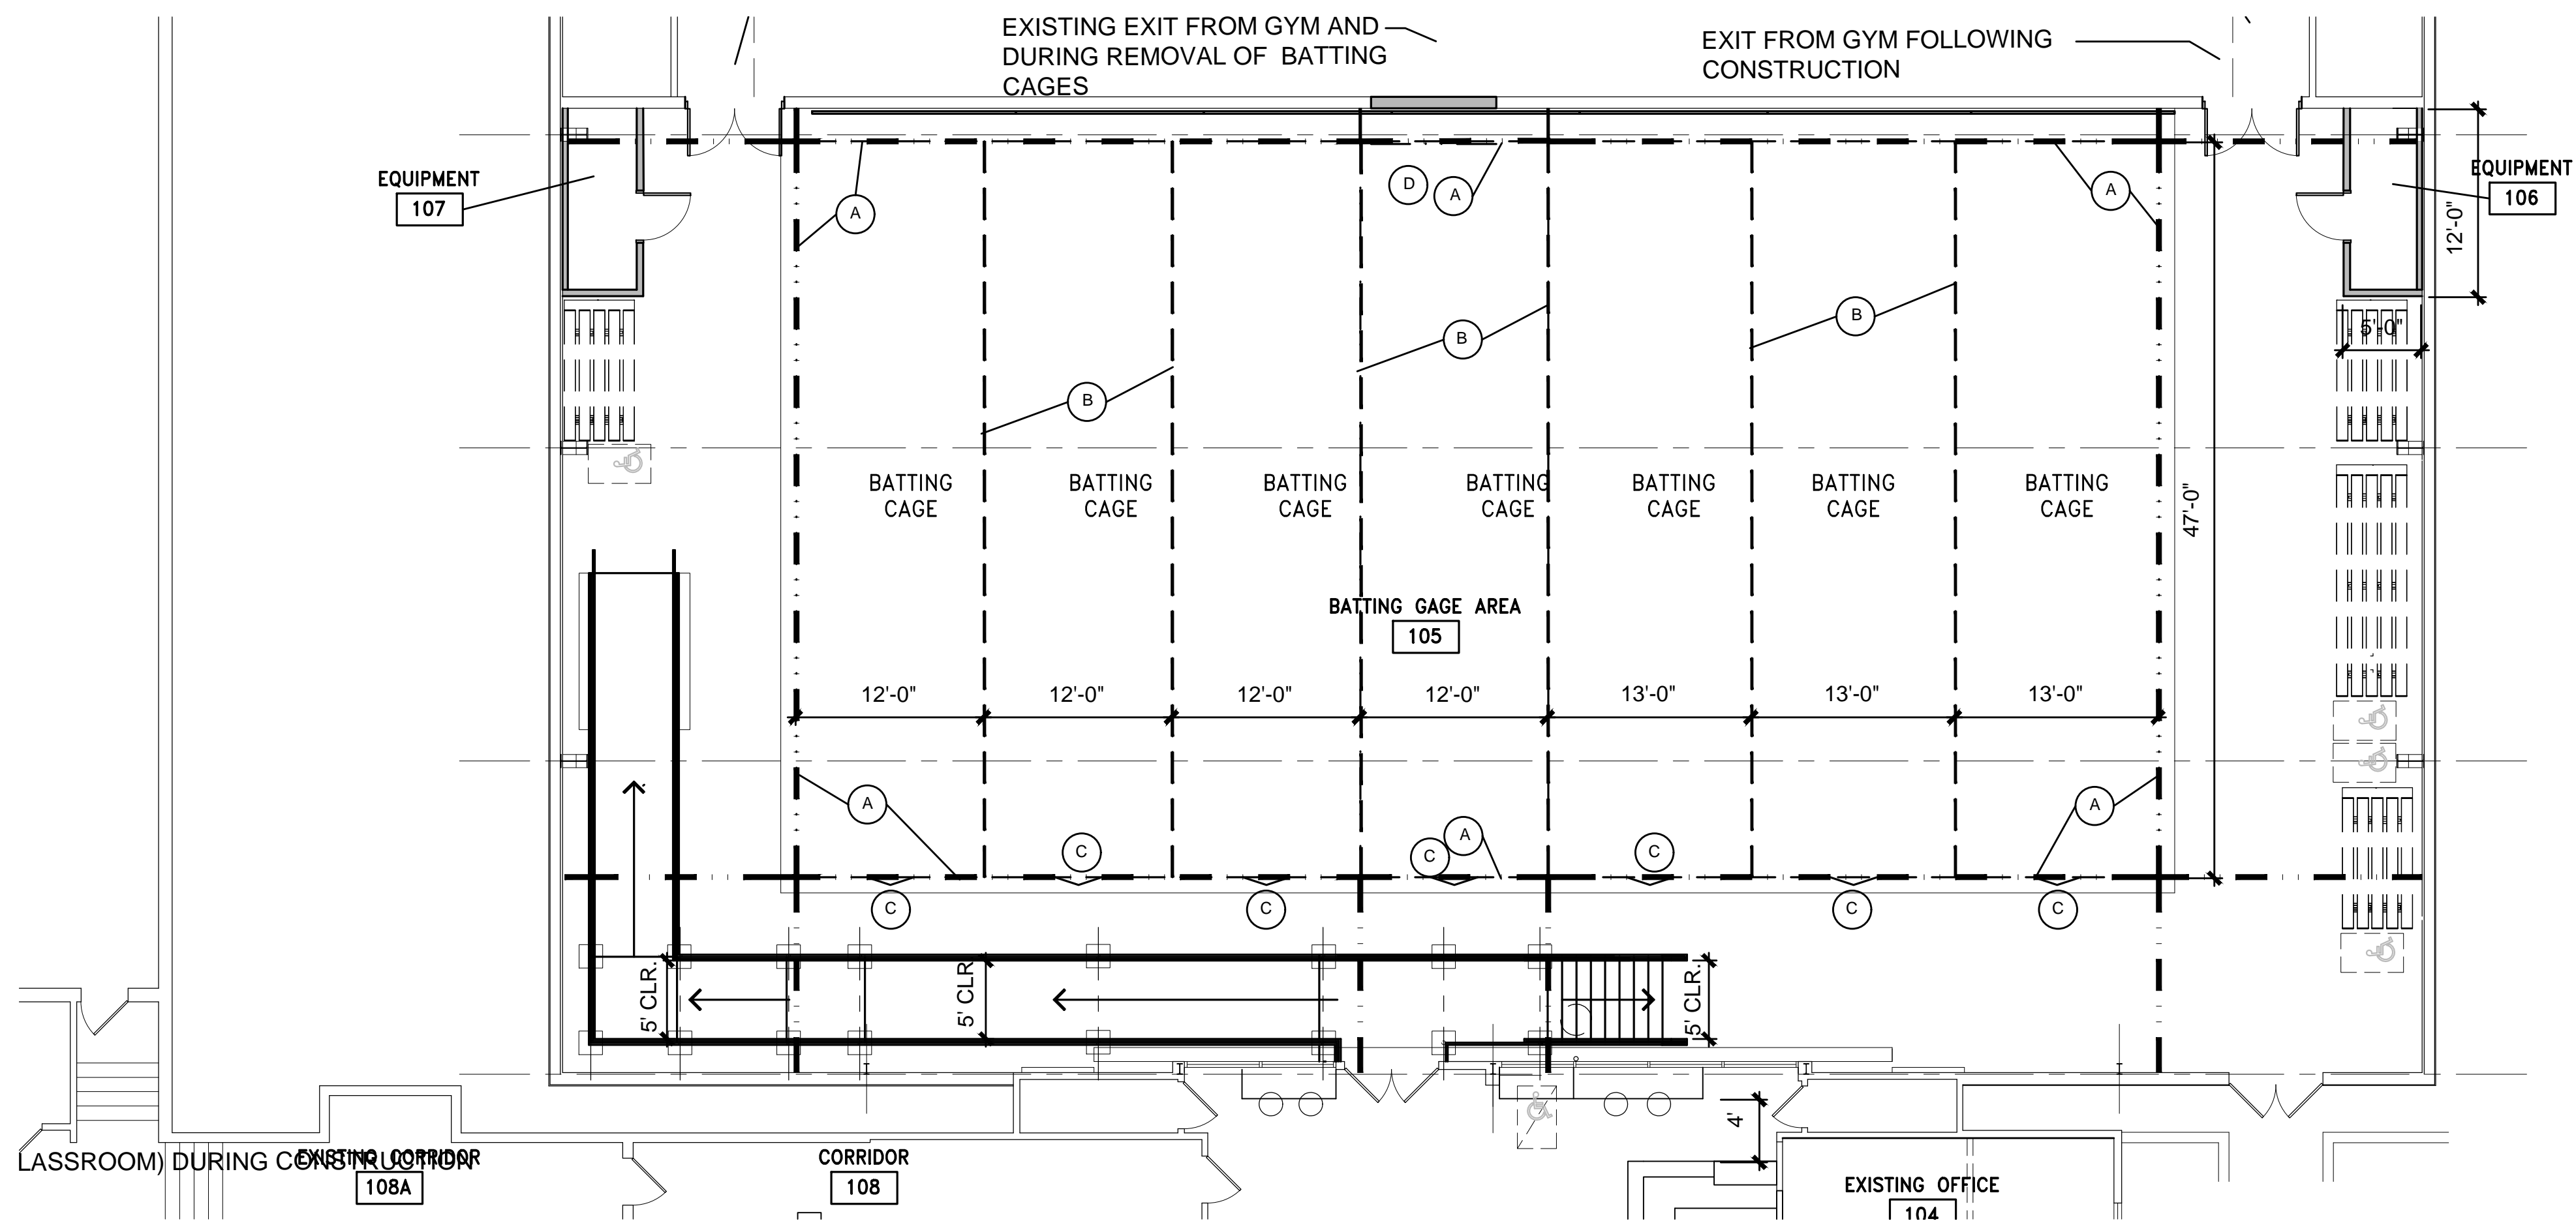 EXISTING EXIT FROM GYM AND
DURING REMOVAL OF BATTING
CAGES
EXIT FROM GYM FOLLOWING
CONSTRUCTION
EQUIPMENT
107
EQUIPMENT
106
A
D
A
A
12'-0"
B
B
B
5'-0"
BATTING
CAGE
BATTING
CAGE
BATTING
CAGE
BATTING
CAGE
BATTING
CAGE
BATTING
CAGE
BATTING
CAGE
47'-0"
BATTING GAGE AREA
105
12'-0"
12'-0"
12'-0"
12'-0"
13'-0"
13'-0"
13'-0"
A
C
C
A
C
A
C
C
C
C
5' CLR.
5' CLR.
5' CLR.
4'
LASSROOM) DURING CONSTRUCTION
EXISTING CORRIDOR
108A
CORRIDOR
108
EXISTING OFFICE
104